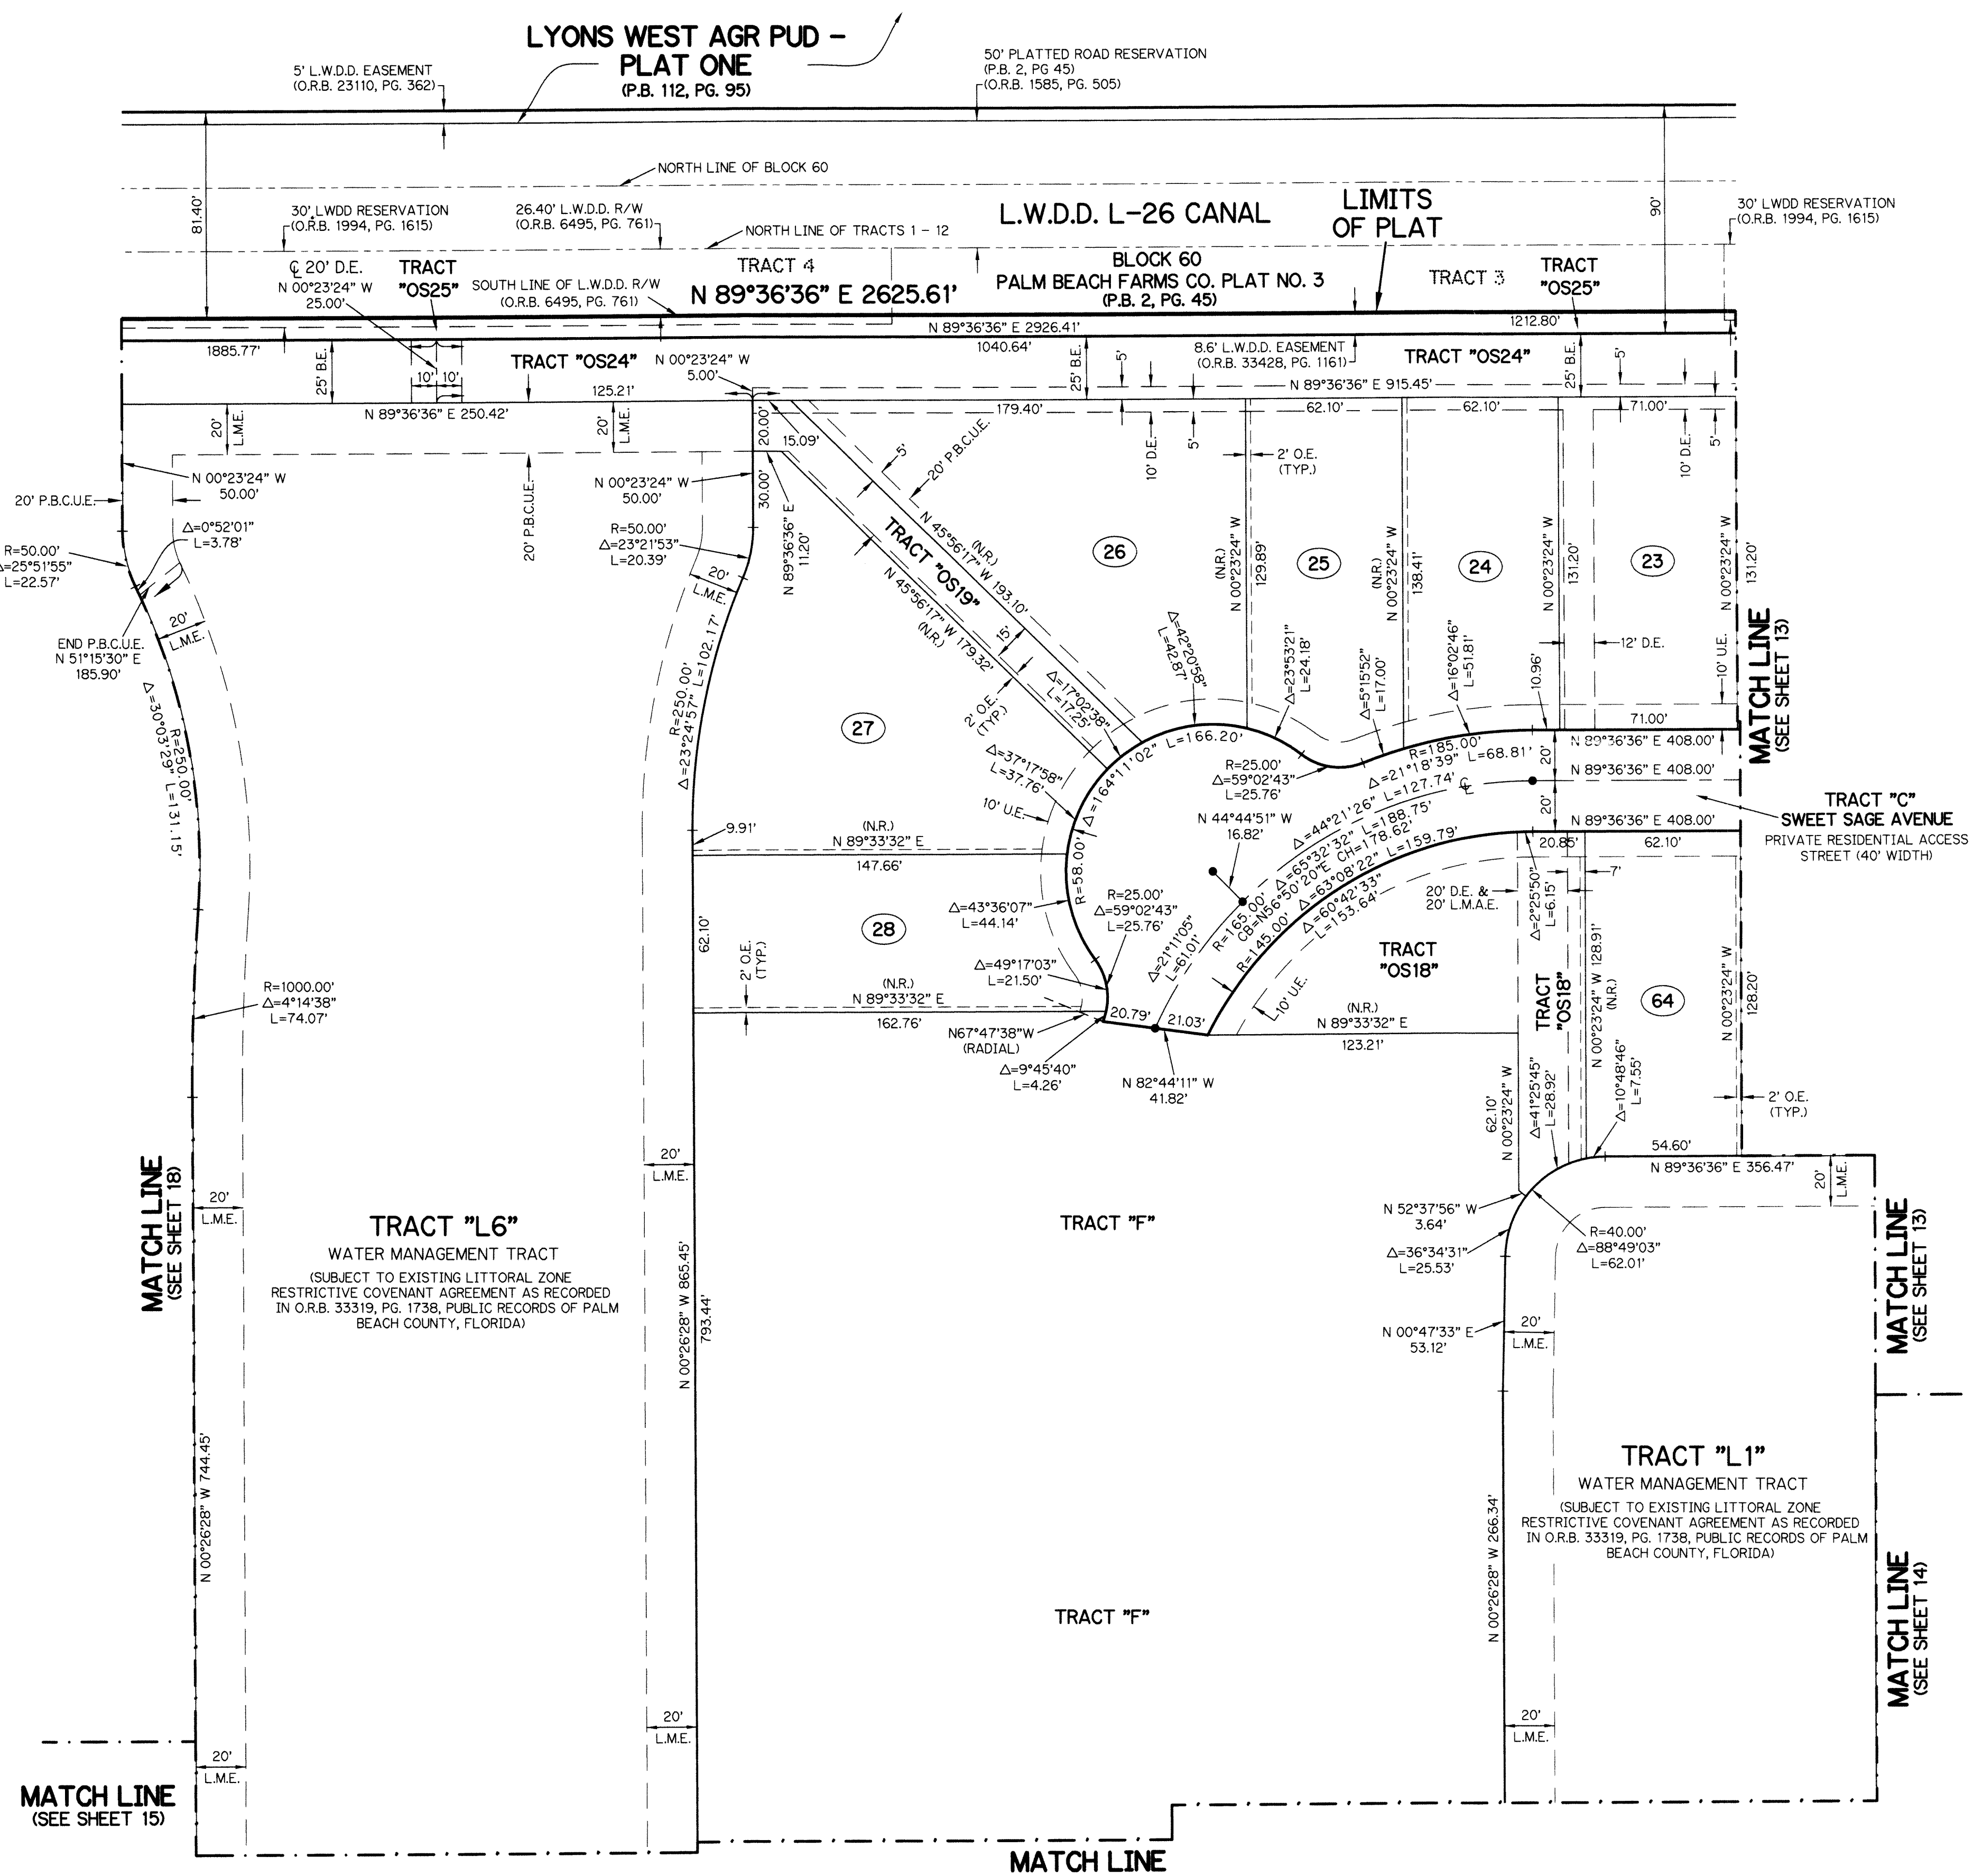 LYONS WEST AGR PUD -
PLAT ONE
(P.B. 112, PG. 95)
5' L.W.D.D. EASEMENT
(O.R.B. 23110, PG. 362)
50' PLATTED ROAD RESERVATION
(P.B. 2, PG 45)
(O.R.B. 1585, PG. 505)
NORTH LINE OF BLOCK 60
81.40'
30' LWDD RESERVATION
(O.R.B. 1994, PG. 1615)
26.40' L.W.D.D. R/W
(O.R.B. 6495, PG. 761)
NORTH LINE OF TRACTS 1 - 12
L.W.D.D. L-26 CANAL
LIMITS
OF PLAT
90'
30' LWDD RESERVATION
(O.R.B. 1994, PG. 1615)
℄ 20' D.E.
N 00°23'24" W
25.00'
TRACT
"OS25"
SOUTH LINE OF L.W.D.D. R/W
(O.R.B. 6495, PG. 761)
TRACT 4
N 89°36'36" E 2625.61'
BLOCK 60
PALM BEACH FARMS CO. PLAT NO. 3
(P.B. 2, PG. 45)
TRACT 3
TRACT
"OS25"
N 89°36'36" E 2926.41'
1212.80'
1885.77'
25' B.E.
10'
10'
TRACT "OS24"
N 00°23'24" W
5.00'
1040.64'
25' B.E.
5'
8.6' L.W.D.D. EASEMENT
(O.R.B. 33428, PG. 1161)
TRACT "OS24"
25' B.E.
5'
N 89°36'36" E 915.45'
125.21'
N 89°36'36" E 250.42'
179.40'
62.10'
62.10'
71.00'
20'
L.M.E.
20'
L.M.E.
20.00'
15.09'
5'
20' P.B.C.U.E.
10' D.E.
5'
2' O.E.
(TYP.)
10' D.E.
5'
N 00°23'24" W
50.00'
20' P.B.C.U.E.
20' P.B.C.U.E.
N 00°23'24" W
50.00'
30.00'
N 89°36'36" E
11.20'
Δ=0°52'01"
L=3.78'
R=50.00'
Δ=25°51'55"
L=22.57'
R=50.00'
Δ=23°21'53"
L=20.39'
20'
L.M.E.
20'
L.M.E.
END P.B.C.U.E.
N 51°15'30" E
185.90'
TRACT "OS19"
(N.R.)
N 45°56'17" W 193.10'
N 45°56'17" W 179.32'
(N.R.)
15'
2' O.E.
(TYP.)
26
25
24
23
(N.R.)
N 00°23'24" W
129.89'
(N.R.)
N 00°23'24" W
138.41'
N 00°23'24" W
131.20'
N 00°23'24" W
131.20'
12' D.E.
10' U.E.
MATCH LINE
(SEE SHEET 13)
R=250.00'
Δ=30°03'29" L=131.15'
R=250.00'
Δ=23°24'57" L=102.17'
Δ=42°20'58"
L=42.87'
Δ=23°53'21"
L=24.18'
Δ=5°15'52"
L=17.00'
Δ=16°02'46"
L=51.81'
10.96'
71.00'
Δ=17°02'38"
L=17.25'
27
Δ=37°17'58"
L=37.76'
10' U.E.
R=58.00'
Δ=164°11'02" L=166.20'
R=25.00'
Δ=59°02'43"
L=25.76'
R=185.00'
Δ=21°18'39" L=68.81'
20'
20'
N 89°36'36" E 408.00'
N 89°36'36" E 408.00'
N 89°36'36" E 408.00'
TRACT "C"
SWEET SAGE AVENUE
PRIVATE RESIDENTIAL ACCESS
STREET (40' WIDTH)
Δ=44°21'26" L=127.74' ℄
R=165.00' Δ=65°32'32" L=188.75'
CB=N56°50'20"E CH=178.62'
R=145.00' Δ=63°08'22" L=159.79'
Δ=60°42'33"
L=153.64'
N 44°44'51" W
16.82'
Δ=21°11'05"
L=61.01'
9.91'
(N.R.)
N 89°33'32" E
147.66'
20.85'
62.10'
7'
20' D.E. &
20' L.M.A.E.
Δ=2°25'50"
L=6.15'
Δ=43°36'07"
L=44.14'
R=25.00'
Δ=59°02'43"
L=25.76'
28
62.10'
2' O.E.
(TYP.)
Δ=49°17'03"
L=21.50'
TRACT
"OS18"
10' U.E.
TRACT
"OS18"
N 00°23'24" W 128.91'
(N.R.)
64
N 00°23'24" W
128.20'
R=1000.00'
Δ=4°14'38"
L=74.07'
(N.R.)
N 89°33'32" E
162.76'
N67°47'38"W
(RADIAL)
20.79'
21.03'
(N.R.)
N 89°33'32" E
123.21'
Δ=9°45'40"
L=4.26'
N 82°44'11" W
41.82'
62.10'
N 00°23'24" W
Δ=41°25'45"
L=28.92'
Δ=10°48'46"
L=7.55'
2' O.E.
(TYP.)
54.60'
N 89°36'36" E 356.47'
20'
L.M.E.
20'
L.M.E.
MATCH LINE
(SEE SHEET 18)
20'
L.M.E.
N 52°37'56" W
3.64'
Δ=36°34'31"
L=25.53'
R=40.00'
Δ=88°49'03"
L=62.01'
MATCH LINE
(SEE SHEET 13)
TRACT "L6"
WATER MANAGEMENT TRACT
(SUBJECT TO EXISTING LITTORAL ZONE
RESTRICTIVE COVENANT AGREEMENT AS RECORDED
IN O.R.B. 33319, PG. 1738, PUBLIC RECORDS OF PALM
BEACH COUNTY, FLORIDA)
N 00°26'28" W 865.45'
793.44'
TRACT "F"
N 00°47'33" E
53.12'
20'
L.M.E.
TRACT "L1"
WATER MANAGEMENT TRACT
(SUBJECT TO EXISTING LITTORAL ZONE
RESTRICTIVE COVENANT AGREEMENT AS RECORDED
IN O.R.B. 33319, PG. 1738, PUBLIC RECORDS OF PALM
BEACH COUNTY, FLORIDA)
N 00°26'28" W 744.45'
N 00°26'28" W 266.34'
TRACT "F"
MATCH LINE
(SEE SHEET 14)
20'
L.M.E.
20'
L.M.E.
20'
L.M.E.
MATCH LINE
(SEE SHEET 15)
MATCH LINE